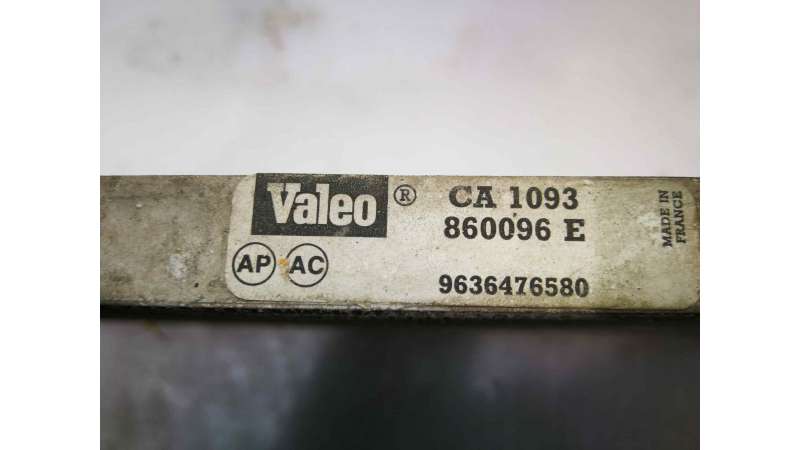 Valeo ® CA 1093
860096 E
AP AC
9636476580
MADE IN
FRANCE